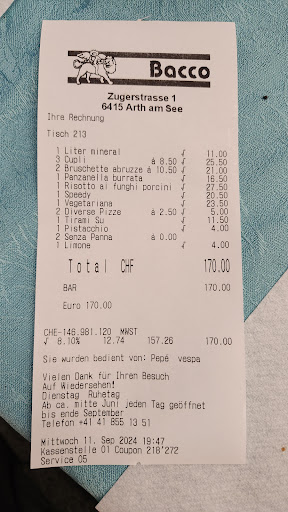 Bacco
Zugerstrasse 1
6415 Arth am See
Ihre Rechnung
Tisch 213
1 Liter mineral √ 11.00
3 Cupli à 8.50 √ 25.50
2 Bruschette abruzze à 10.50 √ 21.00
1 Panzanella burrata √ 16.50
1 Risotto ai funghi porcini √ 27.50
1 Speedy √ 20.50
1 Vegetariana √ 23.50
2 Diverse Pizze à 2.50 √ 5.00
1 Tirami Su √ 11.50
1 Pistacchio √ 4.00
2 Senza Panna à 0.00
1 Limone √ 4.00
Total CHF 170.00
BAR 170.00
Euro 170.00
CHE-146.981.120 MWST
√ 8.10% 12.74 157.26 170.00
Sie wurden bedient von: Pepé vespa
Vielen Dank für Ihren Besuch
Auf Wiedersehen!
Dienstag Ruhetag
Ab ca. mitte Juni jeden Tag geöffnet
bis ende September
Telefon +41 41 855 13 51
Mittwoch 11. Sep 2024 19:47
Kassenstelle 01 Coupon 218'272
Service 05